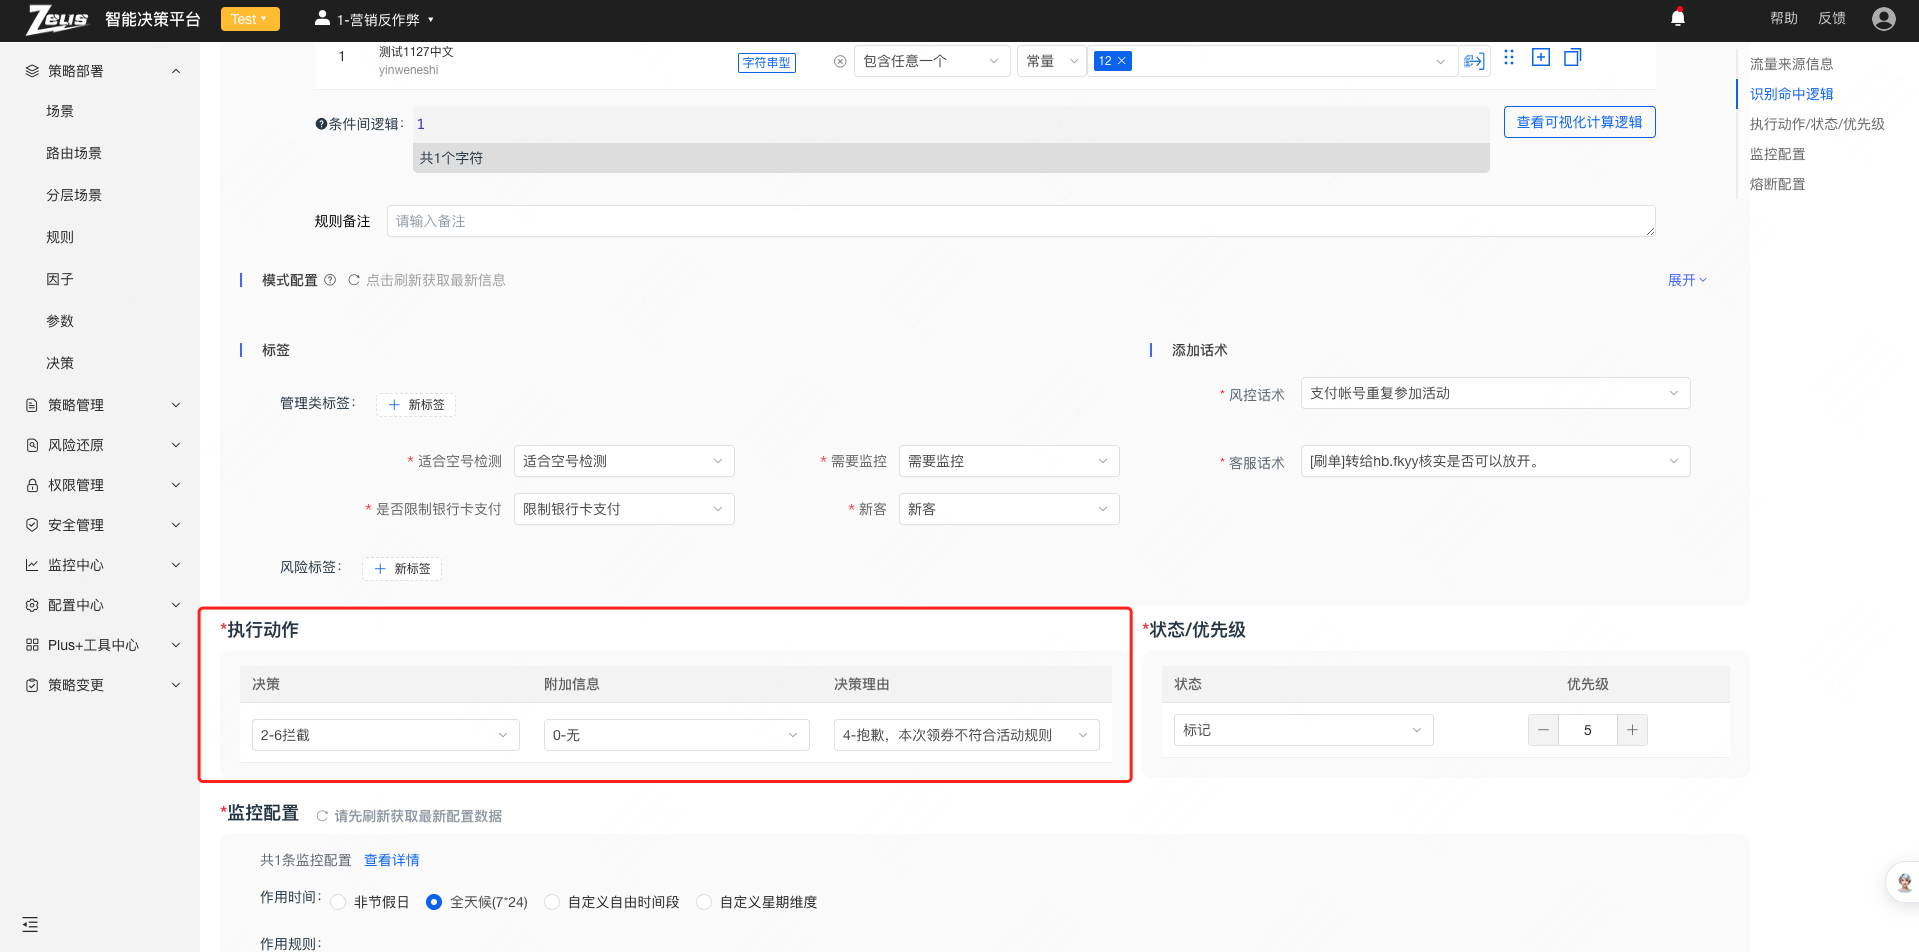 Zeus 智能决策平台 Test 1-营销反作弊 帮助 反馈
策略部署
场景
路由场景
分层场景
规则
因子
参数
决策
策略管理
风险还原
权限管理
安全管理
监控中心
配置中心
Plus+工具中心
策略变更
1 测试1127中文 字符串型 包含任意一个 常量 12
yinweneshi
条件间逻辑: 1 查看可视化计算逻辑
共1个字符
规则备注 请输入备注
模式配置 点击刷新获取最新信息 展开
标签
管理类标签: 新标签
* 适合空号检测 适合空号检测 * 需要监控 需要监控
* 是否限制银行卡支付 限制银行卡支付 * 新客 新客
风险标签: 新标签
添加话术
* 风控话术 支付帐号重复参加活动
* 客服话术 [刷单]转给hb.fkyy核实是否可以放开。
*执行动作
决策 附加信息 决策理由
2-6拦截 0-无 4-抱歉，本次领券不符合活动规则
*状态/优先级
状态 优先级
标记 5
*监控配置 请先刷新获取最新配置数据
共1条监控配置 查看详情
作用时间: 非节假日 全天候(7*24) 自定义自由时间段 自定义星期维度
作用规则:
流量来源信息
识别命中逻辑
执行动作/状态/优先级
监控配置
熔断配置